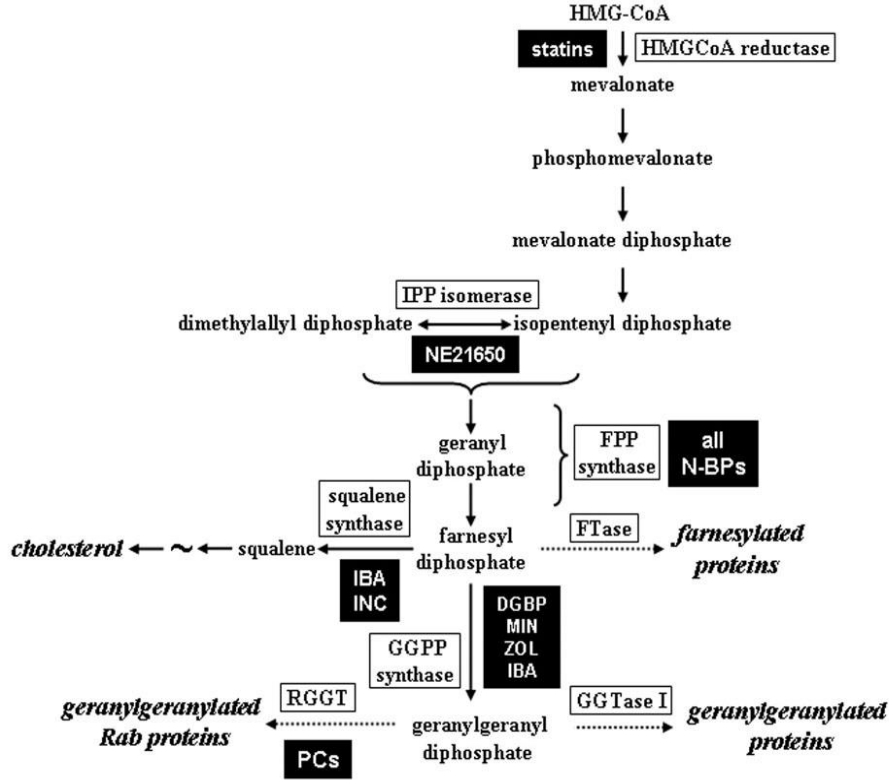 HMG-CoA
statins
HMGCoA reductase
mevalonate
phosphomevalonate
mevalonate diphosphate
IPP isomerase
dimethylallyl diphosphate
isopentenyl diphosphate
NE21650
geranyl
diphosphate
FPP
synthase
all
N-BPs
squalene
synthase
cholesterol
~
squalene
farnesyl
diphosphate
FTase
farnesylated
proteins
IBA
INC
DGBP
MIN
ZOL
IBA
GGPP
synthase
RGGT
GGTase I
geranylgeranylated
Rab proteins
PCs
geranylgeranyl
diphosphate
geranylgeranylated
proteins